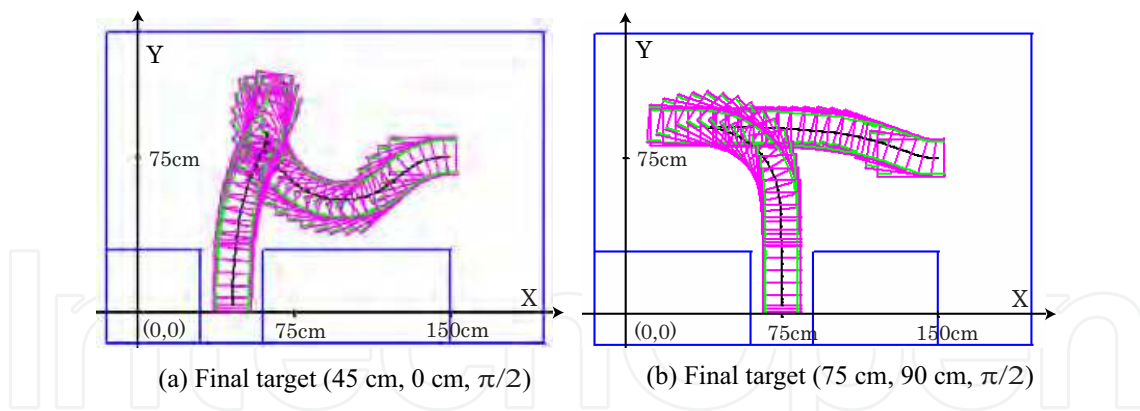 Y
75cm
X
(0,0)
75cm
150cm
(a) Final target (45 cm, 0 cm, π/2)
Y
75cm
X
(0,0)
75cm
150cm
(b) Final target (75 cm, 90 cm, π/2)
IntechOpen